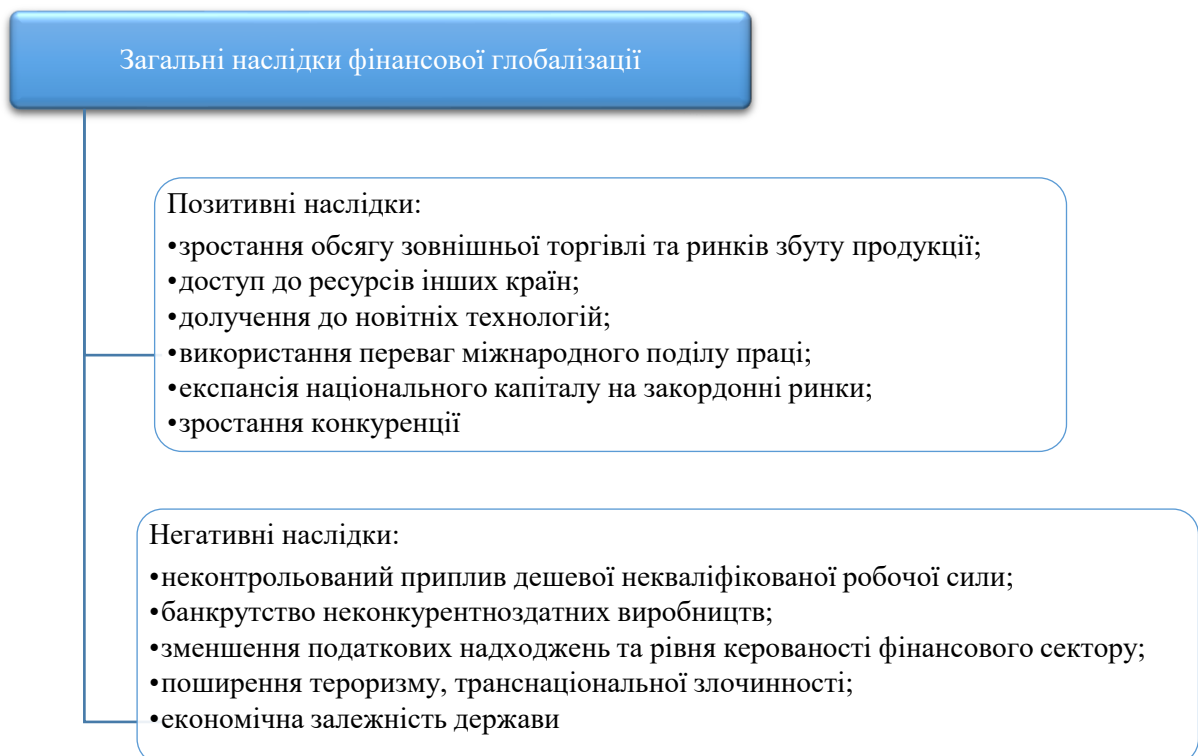 Загальні наслідки фінансової глобалізації
Позитивні наслідки:
•зростання обсягу зовнішньої торгівлі та ринків збуту продукції;
•доступ до ресурсів інших країн;
•долучення до новітніх технологій;
•використання переваг міжнародного поділу праці;
•експансія національного капіталу на закордонні ринки;
•зростання конкуренції
Негативні наслідки:
•неконтрольований приплив дешевої некваліфікованої робочої сили;
•банкрутство неконкурентноздатних виробництв;
•зменшення податкових надходжень та рівня керованості фінансового сектору;
•поширення тероризму, транснаціональної злочинності;
•економічна залежність держави